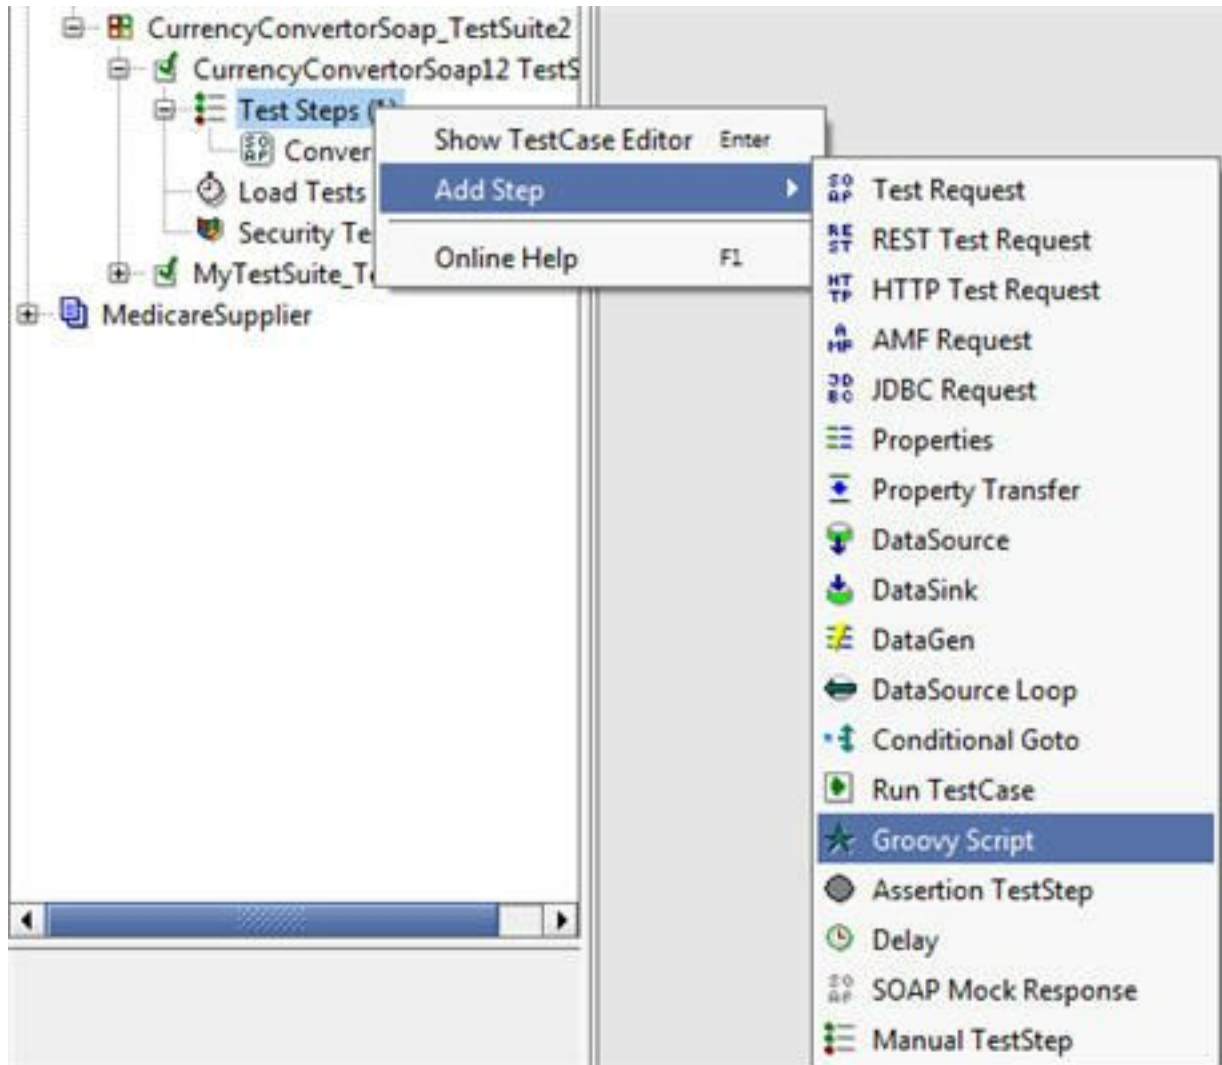 CurrencyConvertorSoap_TestSuite2
CurrencyConvertorSoap12 TestS
Test Steps (
Conver
Load Tests
Security Te
MyTestSuite_Te
MedicareSupplier
Show TestCase Editor Enter
Add Step
Online Help F1
Test Request
REST Test Request
HTTP Test Request
AMF Request
JDBC Request
Properties
Property Transfer
DataSource
DataSink
DataGen
DataSource Loop
Conditional Goto
Run TestCase
Groovy Script
Assertion TestStep
Delay
SOAP Mock Response
Manual TestStep